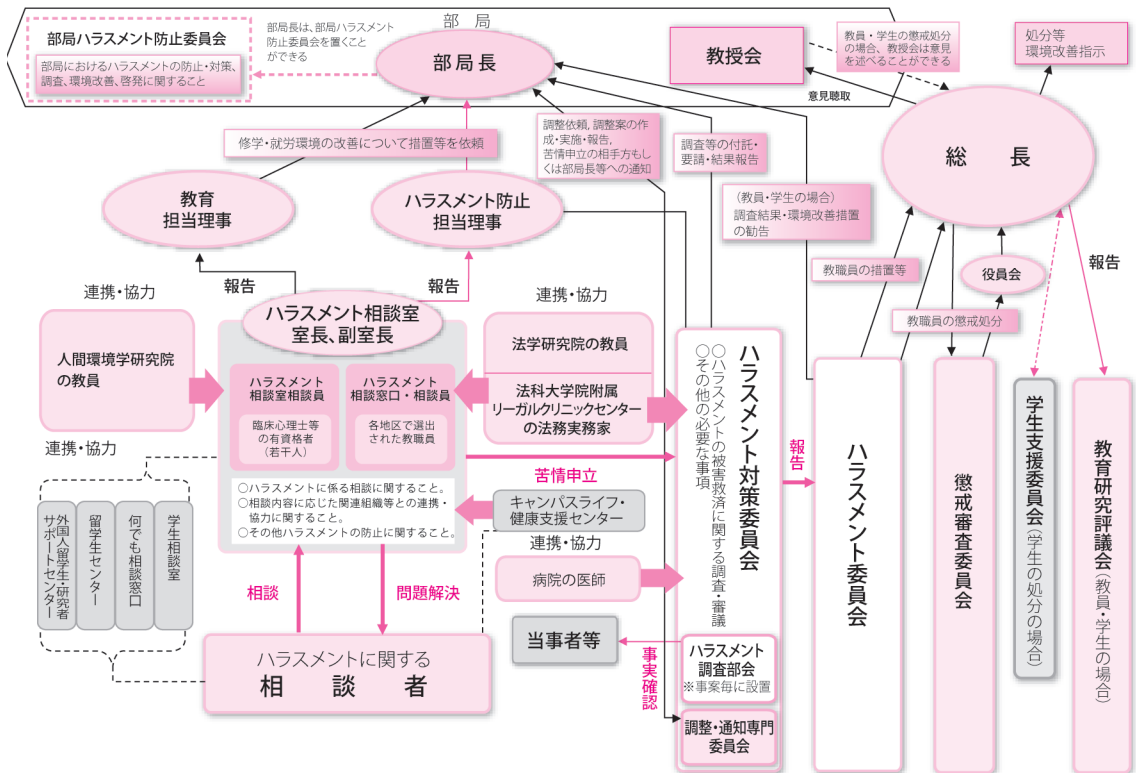 部　局
部局ハラスメント防止委員会
部局におけるハラスメントの防止・対策、
調査、環境改善、啓発に関すること
部局長は、部局ハラスメント
防止委員会を置くこと
ができる
部局長
教授会
教員・学生の懲戒処分
の場合、教授会は意見
を述べることができる
意見聴取
処分等
環境改善指示
総　長
修学・就労環境の改善について措置等を依頼
調整依頼，調整案の作
成・実施・報告，
苦情申立の相手方もし
くは部局長等への通知
調査等の付託・
要請・結果報告
（教員・学生の場合）
調査結果・環境改善措置
の勧告
教育
担当理事
ハラスメント防止
担当理事
教職員の措置等
役員会
報告
教職員の懲戒処分
報告
報告
連携・協力
人間環境学研究院
の教員
ハラスメント相談室
室長、副室長
ハラスメント
相談室相談員
臨床心理士等
の有資格者
（若干人）
ハラスメント
相談窓口・相談員
各地区で選出
された教職員
連携・協力
法学研究院の教員
法科大学院附属
リーガルクリニックセンター
の法務実務家
苦情申立
○ハラスメントに係る相談に関すること。
○相談内容に応じた関連組織等との連携・
協力に関すること。
○その他ハラスメントの防止に関すること。
キャンパスライフ・
健康支援センター
連携・協力
病院の医師
連携・協力
外国人留学生・研究者
サポートセンター
留学生センター
何でも相談窓口
学生相談室
相談
問題解決
ハラスメントに関する
相　談　者
当事者等
事実確認
ハラスメント対策委員会
○ハラスメントの被害救済に関する調査・審議
○その他の必要な事項
ハラスメント
調査部会
※事案毎に設置
調整・通知専門
委員会
報告
ハラスメント委員会
懲戒審査委員会
学生支援委員会（学生の処分の場合）
教育研究評議会（教員・学生の場合）